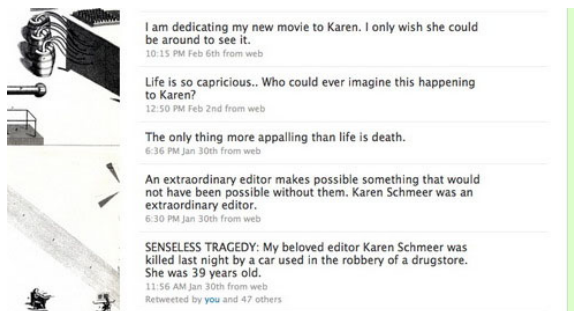 I am dedicating my new movie to Karen. I only wish she could
be around to see it.
10:15 PM Feb 6th from web
Life is so capricious.. Who could ever imagine this happening
to Karen?
12:50 PM Feb 2nd from web
The only thing more appalling than life is death.
6:36 PM Jan 30th from web
An extraordinary editor makes possible something that would
not have been possible without them. Karen Schmeer was an
extraordinary editor.
6:30 PM Jan 30th from web
SENSELESS TRAGEDY: My beloved editor Karen Schmeer was
killed last night by a car used in the robbery of a drugstore.
She was 39 years old.
11:56 AM Jan 30th from web
Retweeted by you and 47 others